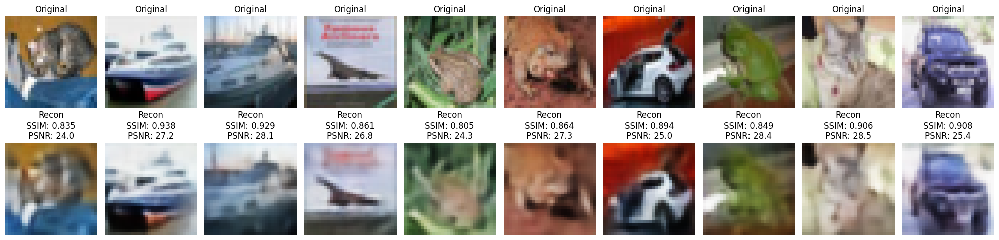 Original Original Original Original Original Original Original Original Original Original
Recon Recon Recon Recon Recon Recon Recon Recon Recon Recon
SSIM: 0.835 SSIM: 0.938 SSIM: 0.929 SSIM: 0.861 SSIM: 0.805 SSIM: 0.864 SSIM: 0.894 SSIM: 0.849 SSIM: 0.906 SSIM: 0.908
PSNR: 24.0 PSNR: 27.2 PSNR: 28.1 PSNR: 26.8 PSNR: 24.3 PSNR: 27.3 PSNR: 25.0 PSNR: 28.4 PSNR: 28.5 PSNR: 25.4